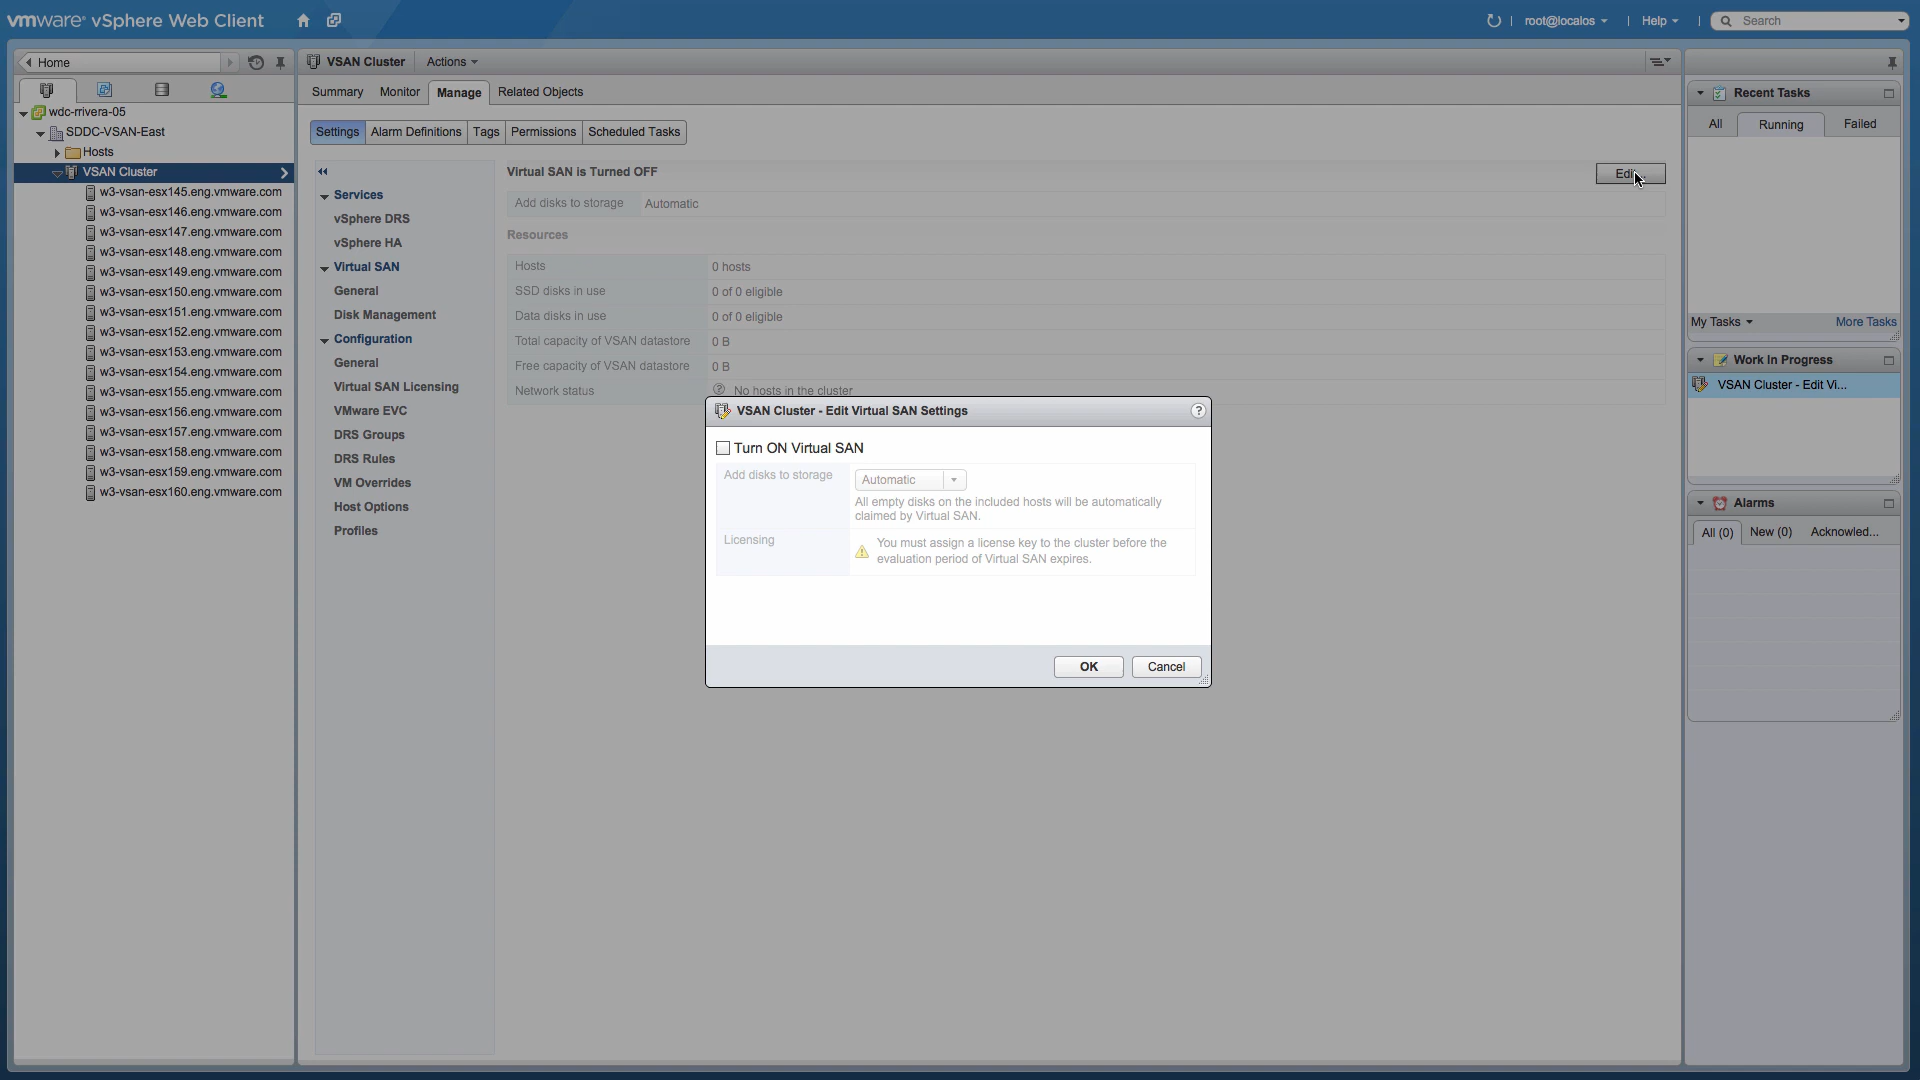 vmware® vSphere Web Client
root@localos
Help
Search
Home
wdc-rrivera-05
SDDC-VSAN-East
Hosts
VSAN Cluster
w3-vsan-esx145.eng.vmware.com
w3-vsan-esx146.eng.vmware.com
w3-vsan-esx147.eng.vmware.com
w3-vsan-esx148.eng.vmware.com
w3-vsan-esx149.eng.vmware.com
w3-vsan-esx150.eng.vmware.com
w3-vsan-esx151.eng.vmware.com
w3-vsan-esx152.eng.vmware.com
w3-vsan-esx153.eng.vmware.com
w3-vsan-esx154.eng.vmware.com
w3-vsan-esx155.eng.vmware.com
w3-vsan-esx156.eng.vmware.com
w3-vsan-esx157.eng.vmware.com
w3-vsan-esx158.eng.vmware.com
w3-vsan-esx159.eng.vmware.com
w3-vsan-esx160.eng.vmware.com
VSAN Cluster Actions
Summary Monitor Manage Related Objects
Settings Alarm Definitions Tags Permissions Scheduled Tasks
Services
vSphere DRS
vSphere HA
Virtual SAN
General
Disk Management
Configuration
General
Virtual SAN Licensing
VMware EVC
DRS Groups
DRS Rules
VM Overrides
Host Options
Profiles
Virtual SAN is Turned OFF
Add disks to storage Automatic
Resources
Hosts 0 hosts
SSD disks in use 0 of 0 eligible
Data disks in use 0 of 0 eligible
Total capacity of VSAN datastore 0 B
Free capacity of VSAN datastore 0 B
Network status No hosts in the cluster
VSAN Cluster - Edit Virtual SAN Settings
Turn ON Virtual SAN
Add disks to storage Automatic
All empty disks on the included hosts will be automatically
claimed by Virtual SAN.
Licensing
You must assign a license key to the cluster before the
evaluation period of Virtual SAN expires.
OK Cancel
Recent Tasks
All Running Failed
My Tasks More Tasks
Work In Progress
VSAN Cluster - Edit Vi...
Alarms
All (0) New (0) Acknowled...